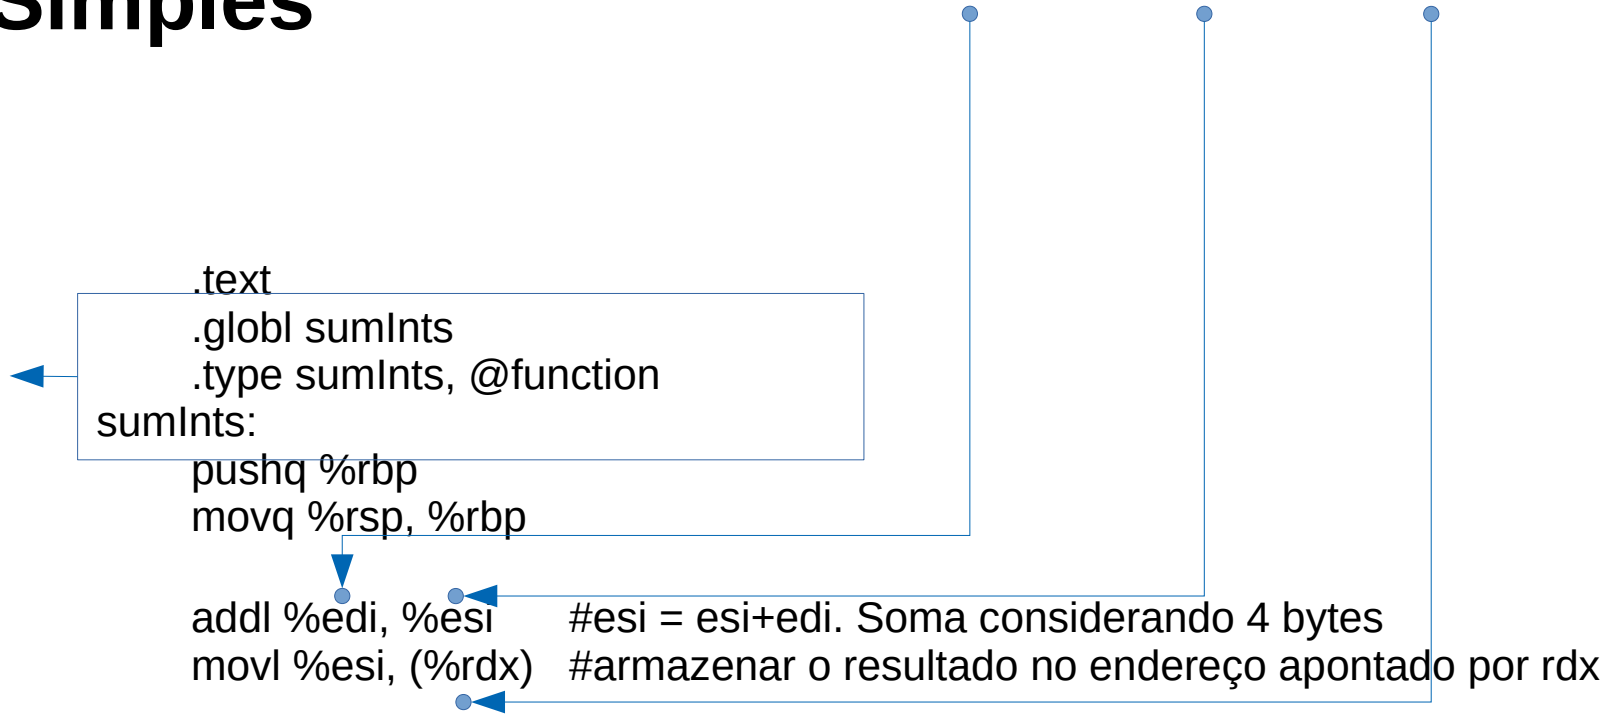 Simples
.text
.globl sumInts
.type sumInts, @function
sumInts:
pushq %rbp
movq %rsp, %rbp
addl %edi, %esi #esi = esi+edi. Soma considerando 4 bytes
movl %esi, (%rdx) #armazenar o resultado no endereço apontado por rdx